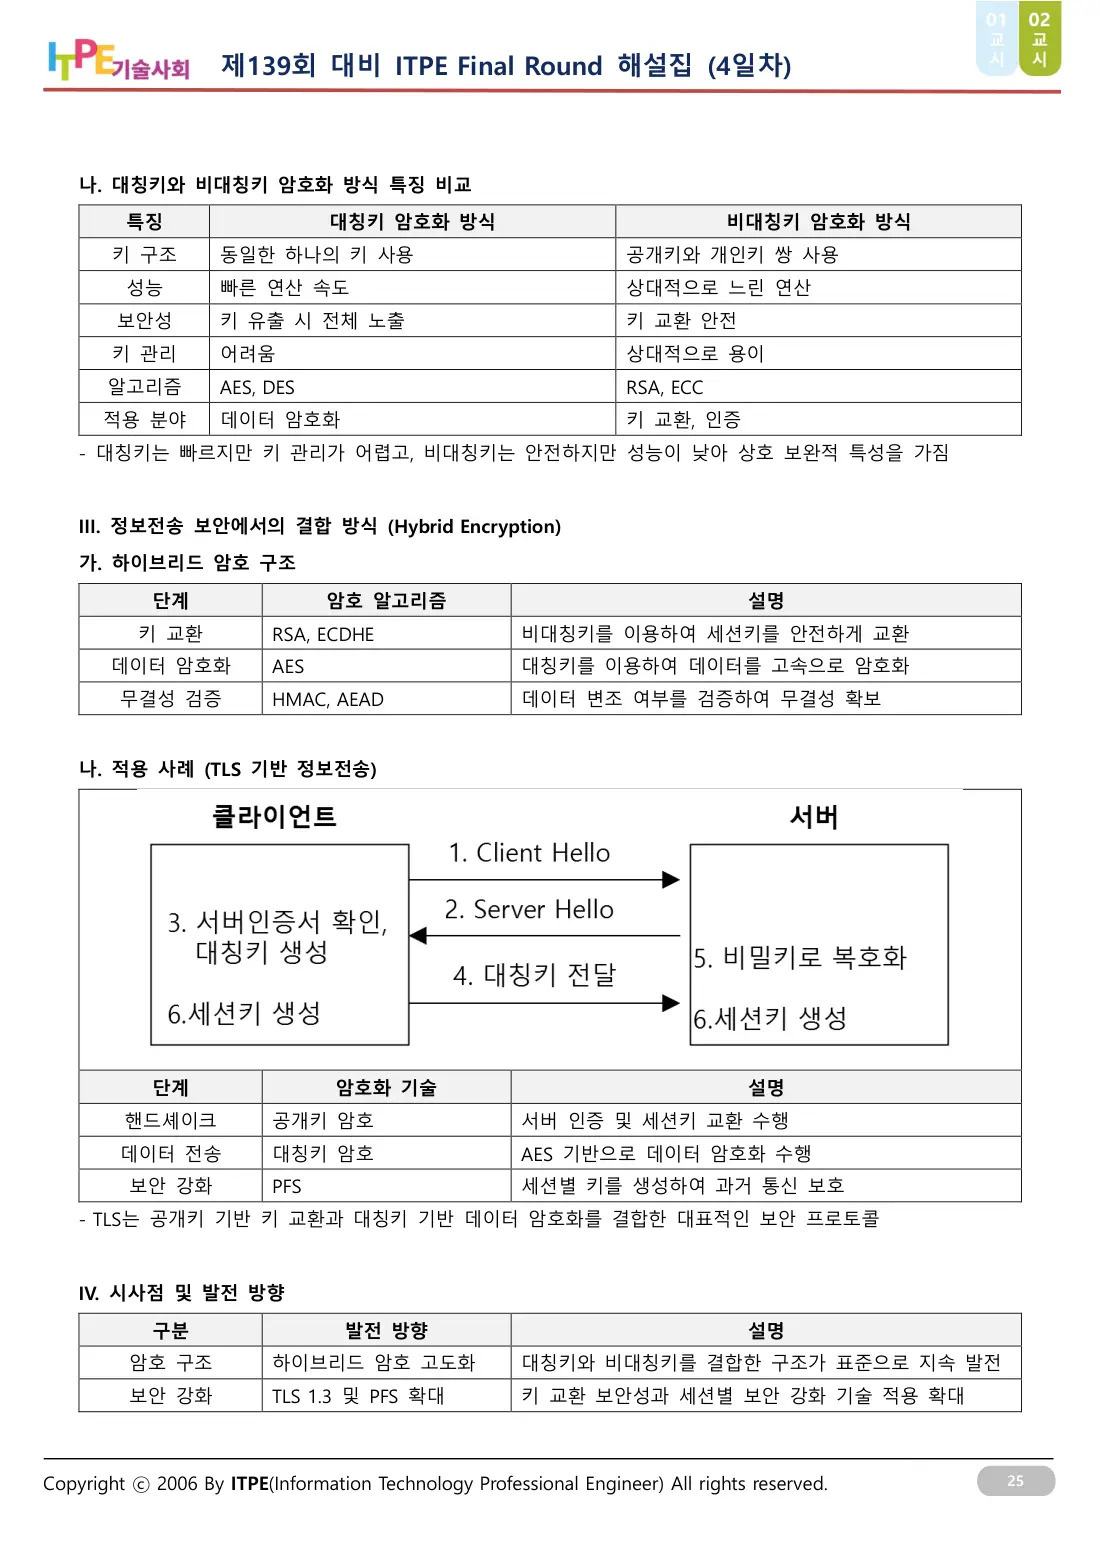 ITPE기술사회 제139회 대비 ITPE Final Round 해설집 (4일차)
01 교시
02 교시
나. 대칭키와 비대칭키 암호화 방식 특징 비교
특징 대칭키 암호화 방식 비대칭키 암호화 방식
키 구조 동일한 하나의 키 사용 공개키와 개인키 쌍 사용
성능 빠른 연산 속도 상대적으로 느린 연산
보안성 키 유출 시 전체 노출 키 교환 안전
키 관리 어려움 상대적으로 용이
알고리즘 AES, DES RSA, ECC
적용 분야 데이터 암호화 키 교환, 인증
- 대칭키는 빠르지만 키 관리가 어렵고, 비대칭키는 안전하지만 성능이 낮아 상호 보완적 특성을 가짐
III. 정보전송 보안에서의 결합 방식 (Hybrid Encryption)
가. 하이브리드 암호 구조
단계 암호 알고리즘 설명
키 교환 RSA, ECDHE 비대칭키를 이용하여 세션키를 안전하게 교환
데이터 암호화 AES 대칭키를 이용하여 데이터를 고속으로 암호화
무결성 검증 HMAC, AEAD 데이터 변조 여부를 검증하여 무결성 확보
나. 적용 사례 (TLS 기반 정보전송)
클라이언트 서버
1. Client Hello
2. Server Hello
3. 서버인증서 확인,
대칭키 생성
4. 대칭키 전달
5. 비밀키로 복호화
6.세션키 생성 6.세션키 생성
단계 암호화 기술 설명
핸드셰이크 공개키 암호 서버 인증 및 세션키 교환 수행
데이터 전송 대칭키 암호 AES 기반으로 데이터 암호화 수행
보안 강화 PFS 세션별 키를 생성하여 과거 통신 보호
- TLS는 공개키 기반 키 교환과 대칭키 기반 데이터 암호화를 결합한 대표적인 보안 프로토콜
IV. 시사점 및 발전 방향
구분 발전 방향 설명
암호 구조 하이브리드 암호 고도화 대칭키와 비대칭키를 결합한 구조가 표준으로 지속 발전
보안 강화 TLS 1.3 및 PFS 확대 키 교환 보안성과 세션별 보안 강화 기술 적용 확대
Copyright ⓒ 2006 By ITPE(Information Technology Professional Engineer) All rights reserved.
25